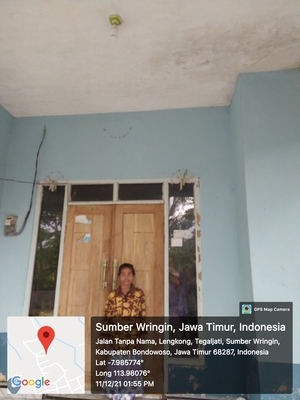 GPS Map Camera
Sumber Wringin, Jawa Timur, Indonesia
Jalan Tanpa Nama, Lengkong, Tegaljati, Sumber Wringin,
Kabupaten Bondowoso, Jawa Timur 68287, Indonesia
Lat -7.985774°
Long 113.98076°
11/12/21 01:55 PM
Google